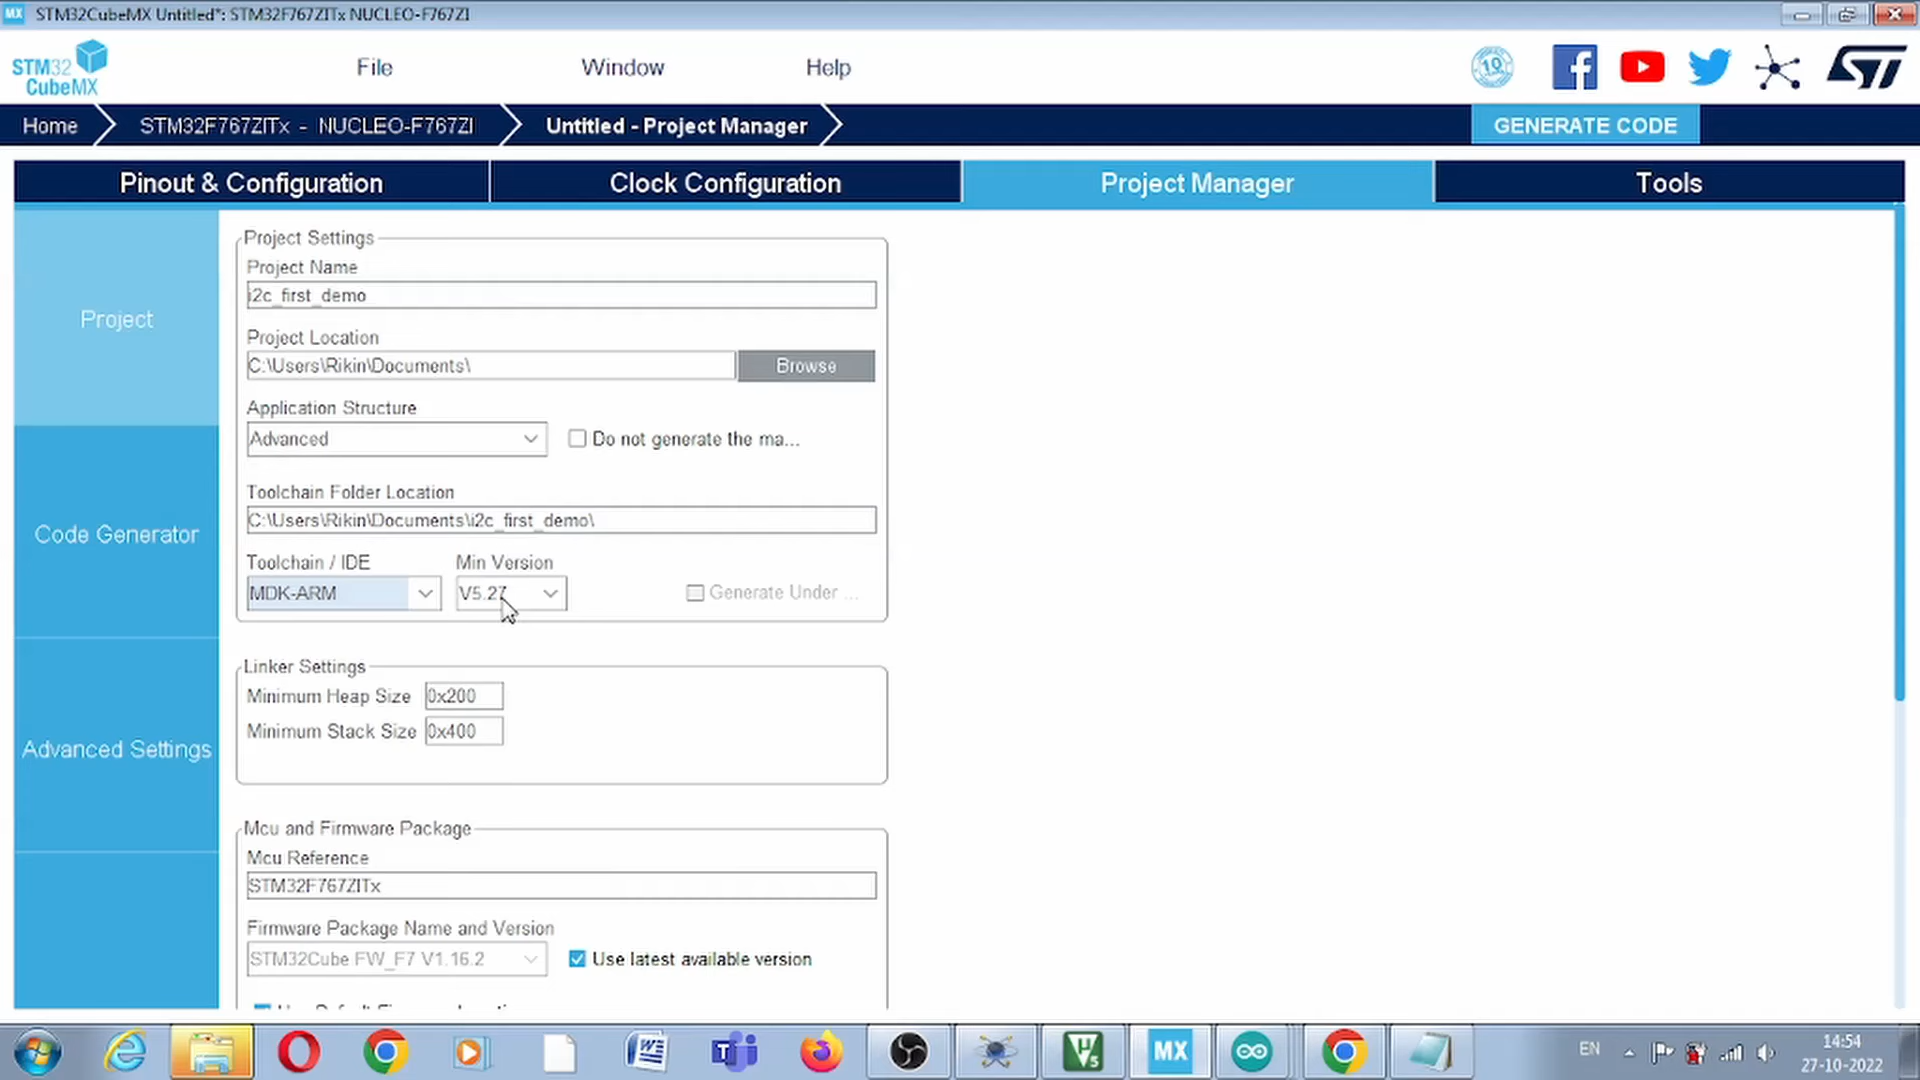 MX STM32CubeMX Untitled*: STM32F767ZITx NUCLEO-F767ZI
STM32 CubeMX
File Window Help
10
ST
Home STM32F767ZITx - NUCLEO-F767ZI Untitled - Project Manager GENERATE CODE
Pinout & Configuration Clock Configuration Project Manager Tools
Project
Code Generator
Advanced Settings
Project Settings
Project Name
i2c_first_demo
Project Location
C:\Users\Rikin\Documents\ Browse
Application Structure
Advanced Do not generate the ma...
Toolchain Folder Location
C:\Users\Rikin\Documents\i2c_first_demo\
Toolchain / IDE Min Version
MDK-ARM V5.27 Generate Under ...
Linker Settings
Minimum Heap Size 0x200
Minimum Stack Size 0x400
Mcu and Firmware Package
Mcu Reference
STM32F767ZITx
Firmware Package Name and Version
STM32Cube FW_F7 V1.16.2 Use latest available version
MX EN 14:54
27-10-2022